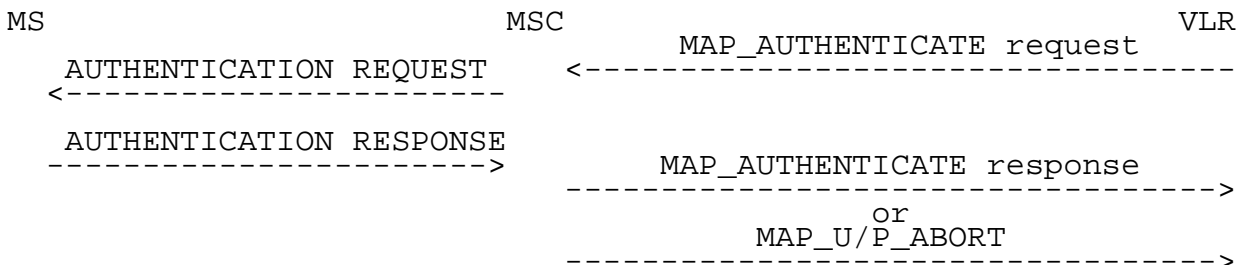 MS MSC VLR
MAP_AUTHENTICATE request
AUTHENTICATION REQUEST <----------------------------------
<-----------------------
AUTHENTICATION RESPONSE
-----------------------> MAP_AUTHENTICATE response
---------------------------------->
or
MAP_U/P_ABORT
---------------------------------->